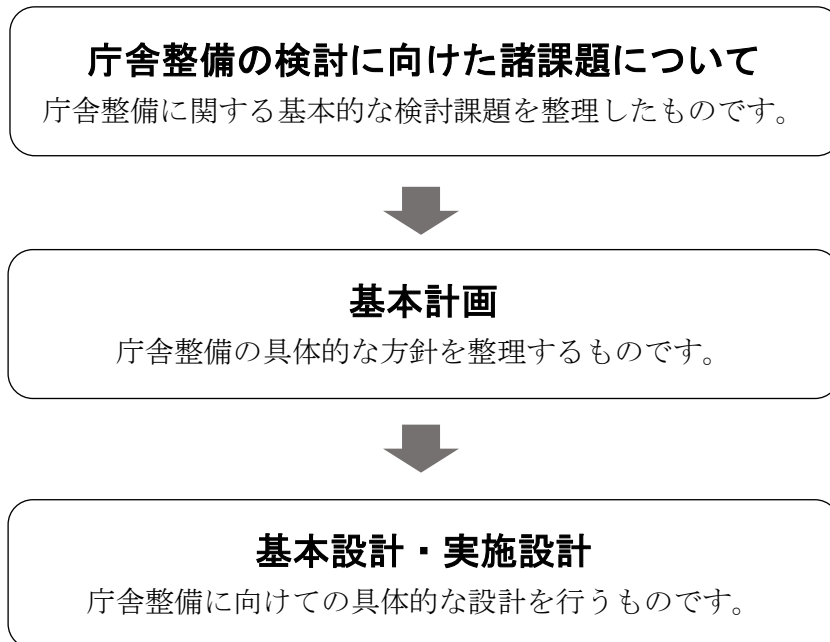 庁舎整備の検討に向けた諸課題について
庁舎整備に関する基本的な検討課題を整理したものです。
基本計画
庁舎整備の具体的な方針を整理するものです。
基本設計・実施設計
庁舎整備に向けての具体的な設計を行うものです。